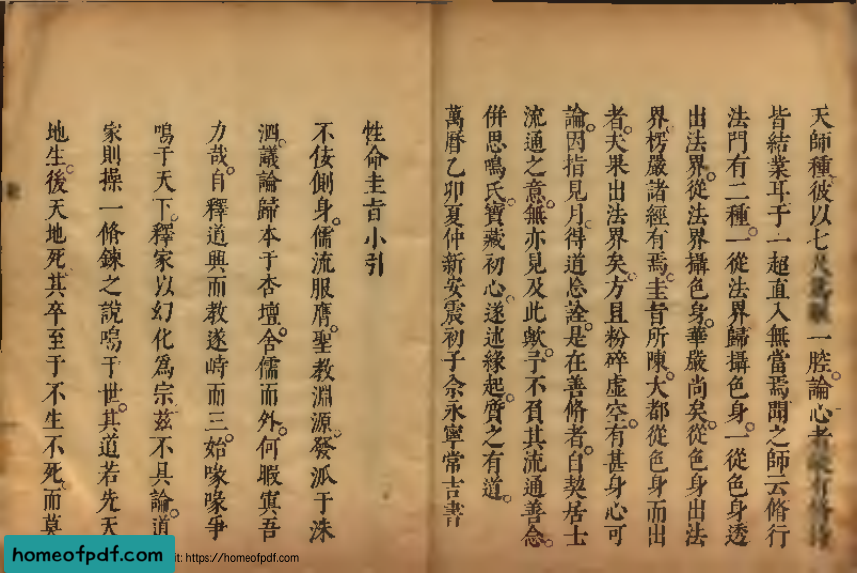 天師種彼以七尺爲軀一腔論心者
皆結業耳予一超直入無當焉聞之師云脩行
法門有二種一從法界歸攝色身一從色身透
出法界從法界攝色身華嚴尚矣從色身出法
界楞嚴諸經有焉圭旨所陳大都從色身而出
者夫果出法界矣方且粉碎虛空有甚身心可
論因指見月得道忘詮是在善脩者自契居士
流通之意無亦見及此歟予不負其流通善念
併思鳴氏寶藏初心遂述緣起質之有道
萬曆乙卯夏仲新安震初子佘永寧常吉書
性命圭旨小引
不佞側身儒流服膺聖教淵源發派于洙
泗議論歸本于杏壇舍儒而外何暇寘吾
力哉自釋道興而教遂峙而三始喙喙爭
鳴于天下釋家以幻化爲宗茲不具論道
家則操一脩鍊之說鳴于世其道若先天
地生後天地死其卒至于不生不死而莫
homeofpdf.com
it: https://homeofpdf.com